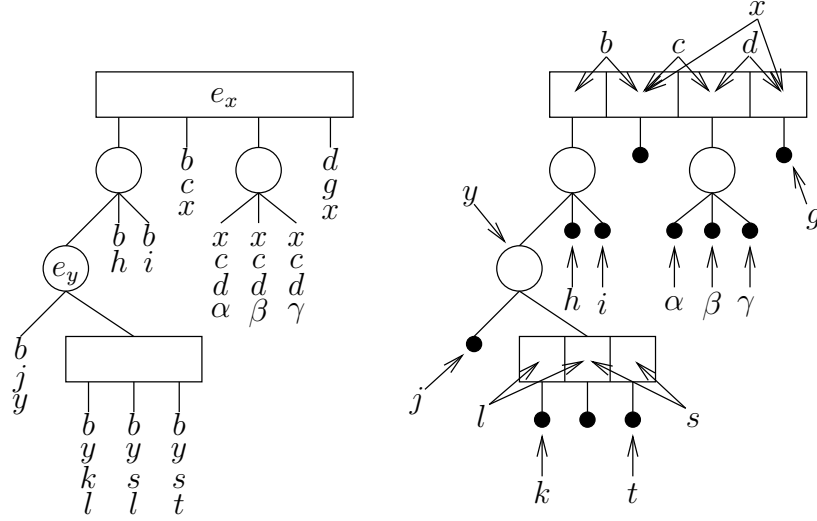 x
b c d
e_x
b d
c g
x x
y
g
b b x x x
h i c c c
e_y
d d d
α β γ
h i α β γ
b
j
y
j
l s
b b b
y y y
k s s
l l t
k t